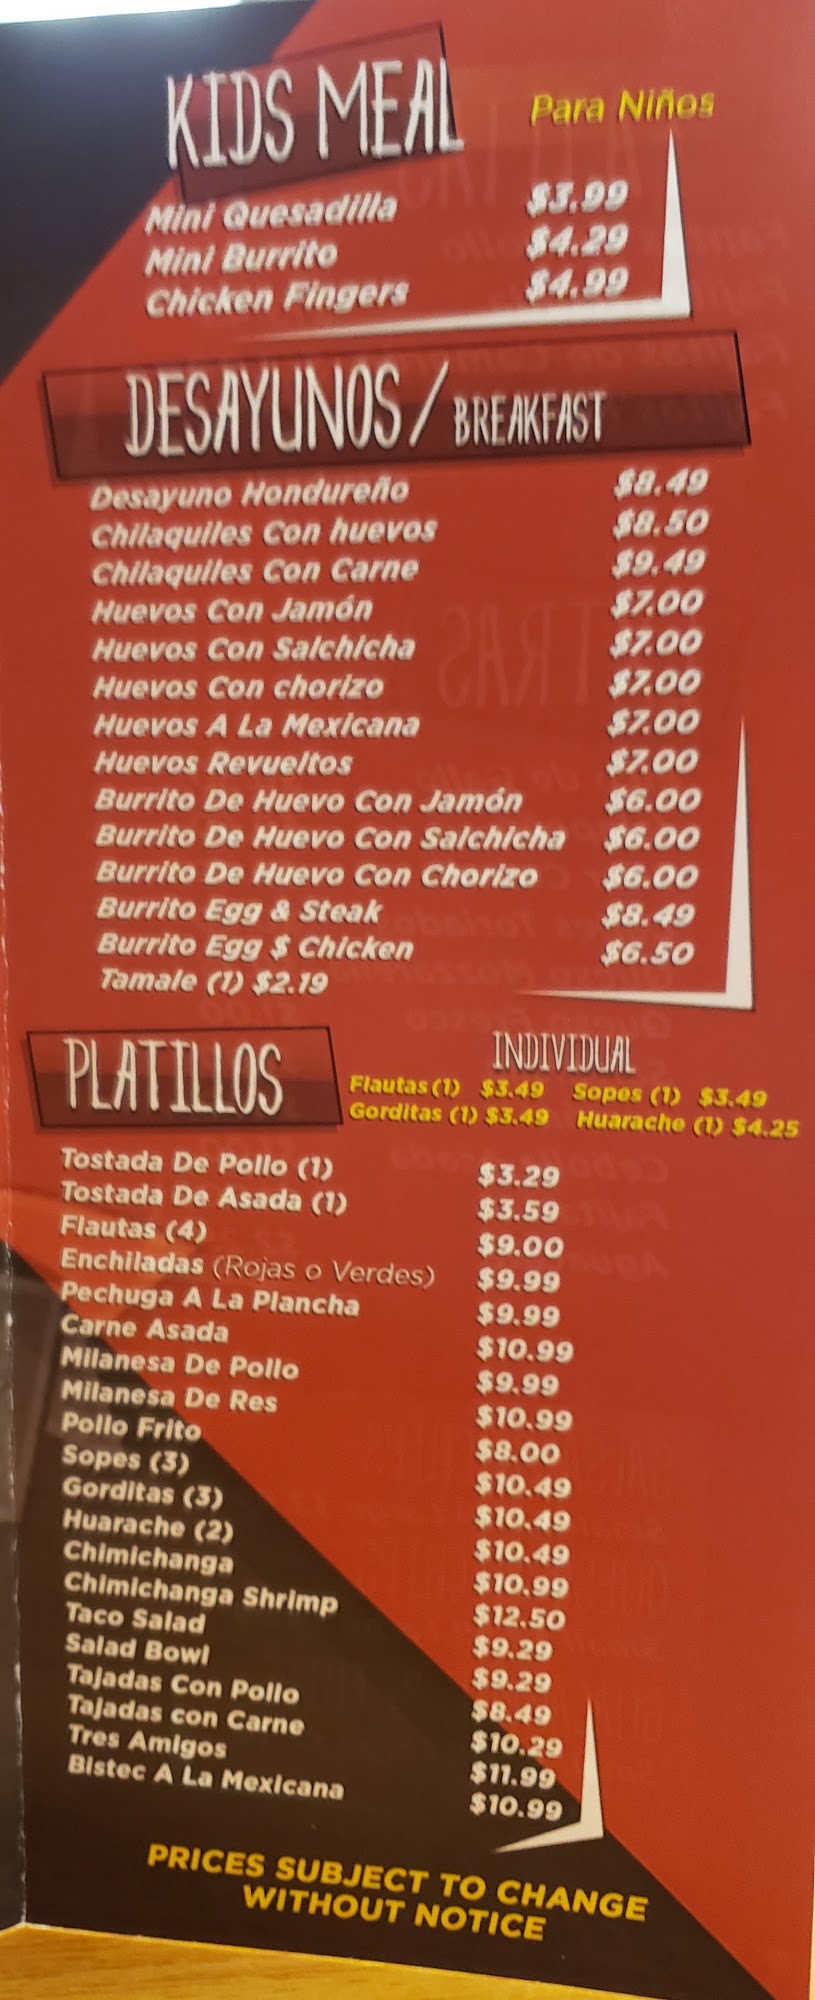 KIDS MEAL Para Niños
Mini Quesadilla $3.99
Mini Burrito $4.29
Chicken Fingers $4.99
DESAYUNOS / BREAKFAST
Desayuno Hondureño $8.49
Chilaquiles Con huevos $8.50
Chilaquiles Con Carne $9.49
Huevos Con Jamón $7.00
Huevos Con Salchicha $7.00
Huevos Con chorizo $7.00
Huevos A La Mexicana $7.00
Huevos Revueltos $7.00
Burrito De Huevo Con Jamón $6.00
Burrito De Huevo Con Salchicha $6.00
Burrito De Huevo Con Chorizo $6.00
Burrito Egg & Steak $8.49
Burrito Egg $ Chicken $6.50
Tamale (1) $2.19
PLATILLOS
INDIVIDUAL
Flautas (1) $3.49 Sopes (1) $3.49
Gorditas (1) $3.49 Huarache (1) $4.25
Tostada De Pollo (1) $3.29
Tostada De Asada (1) $3.59
Flautas (4) $9.00
Enchiladas (Rojas o Verdes) $9.99
Pechuga A La Plancha $9.99
Carne Asada $10.99
Milanesa De Pollo $9.99
Milanesa De Res $10.99
Pollo Frito $8.00
Sopes (3) $10.49
Gorditas (3) $10.49
Huarache (2) $10.49
Chimichanga $10.99
Chimichanga Shrimp $12.50
Taco Salad $9.29
Salad Bowl $9.29
Tajadas Con Pollo $8.49
Tajadas con Carne $10.29
Tres Amigos $11.99
Bistec A La Mexicana $10.99
PRICES SUBJECT TO CHANGE
WITHOUT NOTICE